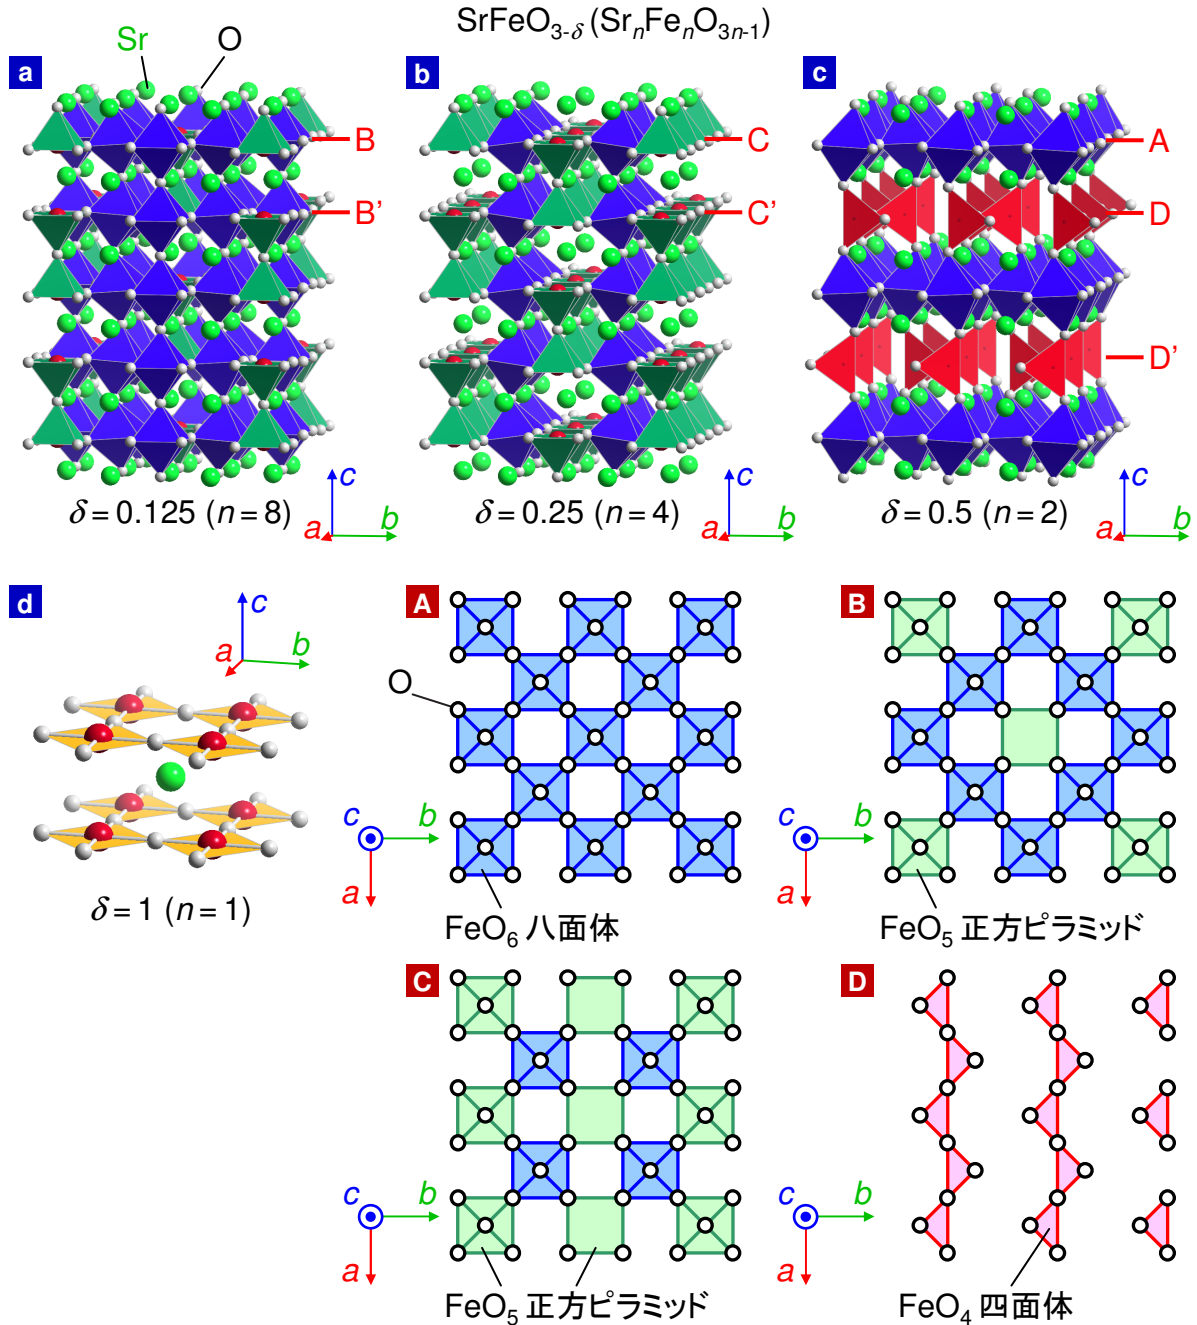 SrFeO3-δ (SrnFenO3n-1)
Sr
O
a
b
c
B
B'
C
C'
A
D
D'
c
b
a
c
b
a
c
b
a
δ = 0.125 (n = 8)
δ = 0.25 (n = 4)
δ = 0.5 (n = 2)
d
c
b
a
δ = 1 (n = 1)
A
O
c
b
a
FeO6 八面体
B
c
b
a
FeO5 正方ピラミッド
C
c
b
a
FeO5 正方ピラミッド
D
c
b
a
FeO4 四面体